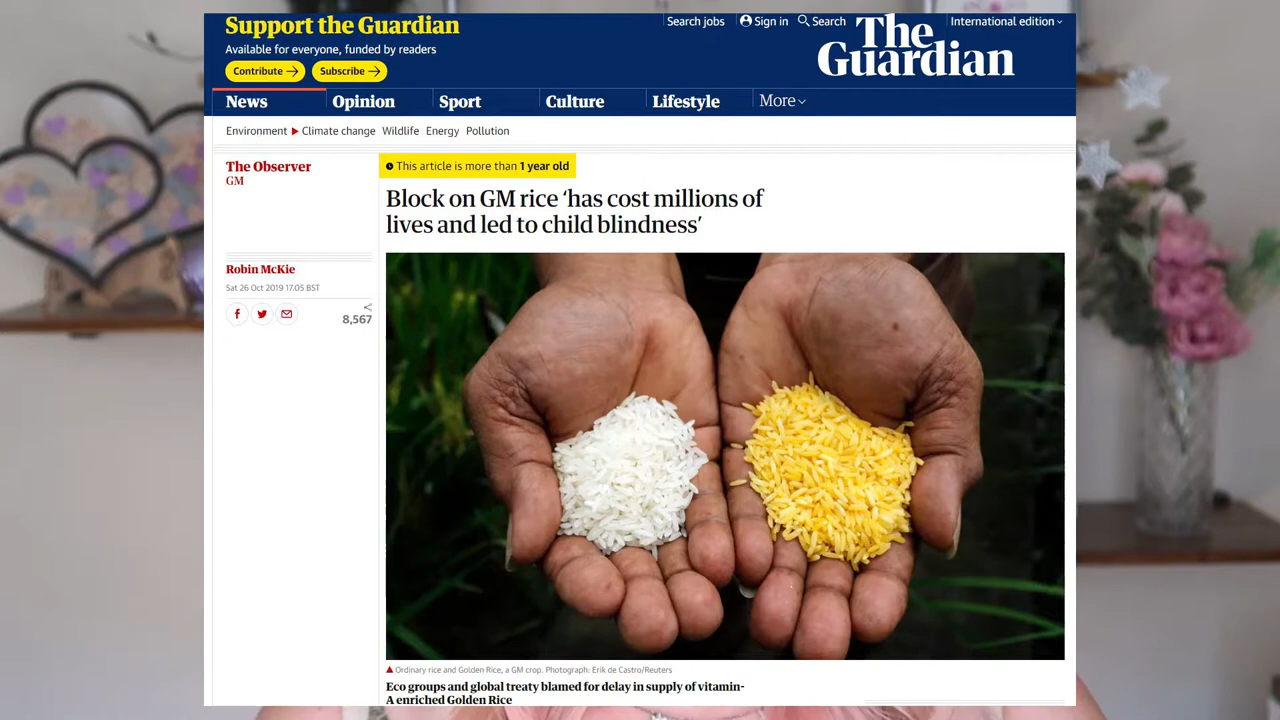 Support the Guardian
Available for everyone, funded by readers
Contribute
Subscribe
Search jobs
Sign in
Search
International edition
The
Guardian
News
Opinion
Sport
Culture
Lifestyle
More
Environment
Climate change
Wildlife
Energy
Pollution
The Observer
GM
This article is more than 1 year old
Block on GM rice ‘has cost millions of
lives and led to child blindness’
Robin McKie
Sat 26 Oct 2019 17.05 BST
8,567
Ordinary rice and Golden Rice, a GM crop. Photograph: Erik de Castro/Reuters
Eco groups and global treaty blamed for delay in supply of vitamin-
A enriched Golden Rice